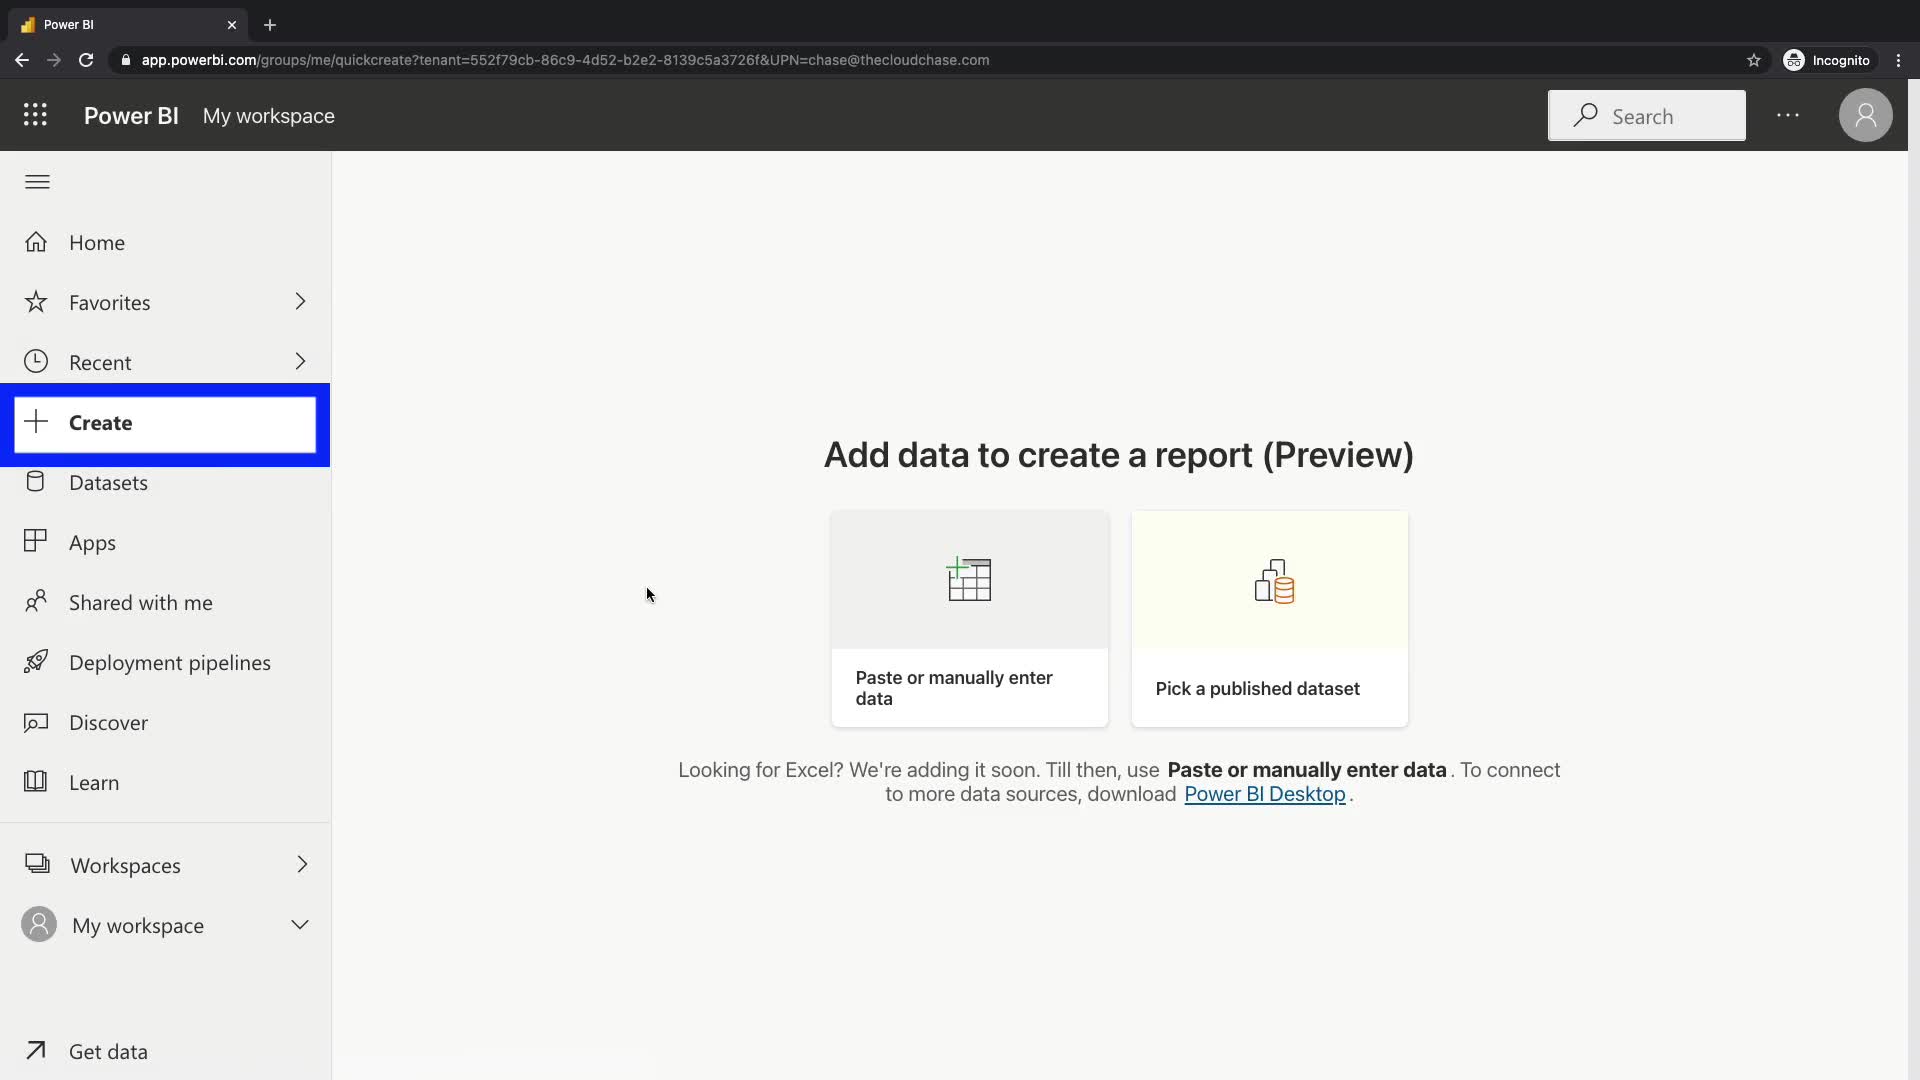 Power BI
app.powerbi.com/groups/me/quickcreate?tenant=552f79cb-86c9-4d52-b2e2-8139c5a3726f&UPN=chase@thecloudchase.com
Incognito
Power BI My workspace
Search
Home
Favorites
Recent
Create
Datasets
Apps
Shared with me
Deployment pipelines
Discover
Learn
Workspaces
My workspace
Get data
Add data to create a report (Preview)
Paste or manually enter
data
Pick a published dataset
Looking for Excel? We're adding it soon. Till then, use Paste or manually enter data. To connect
to more data sources, download Power BI Desktop.